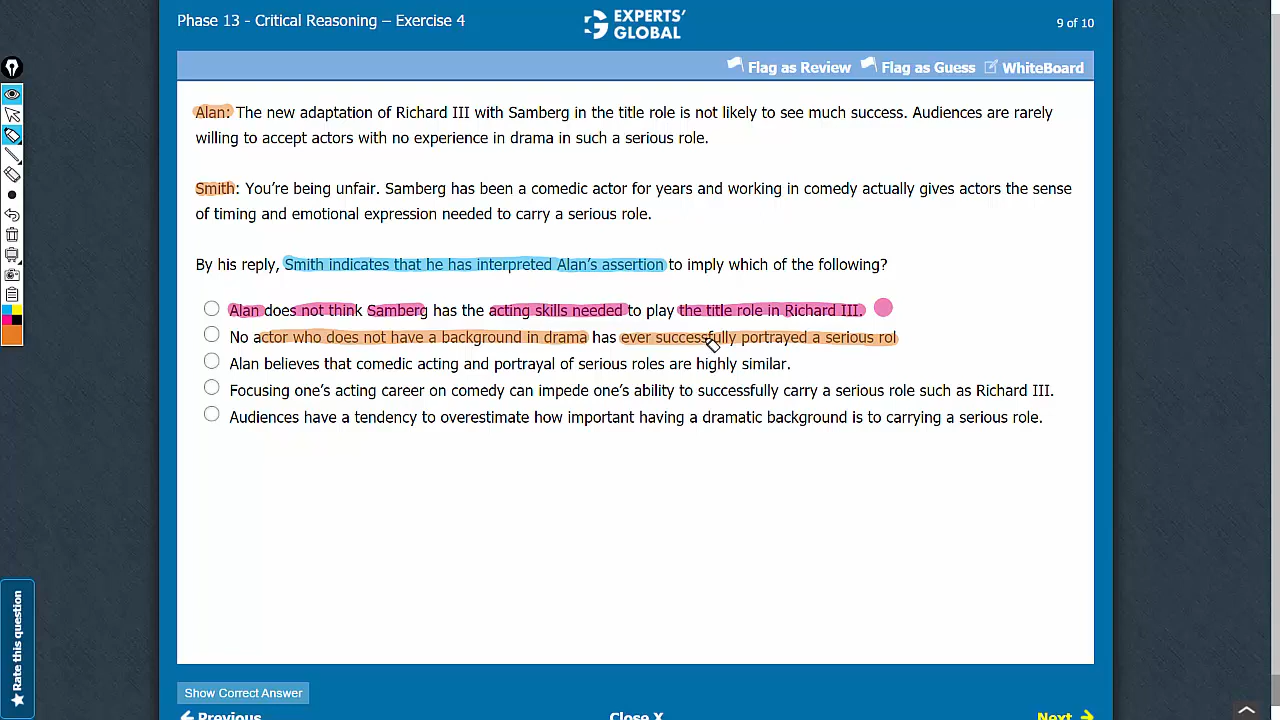 Phase 13 - Critical Reasoning – Exercise 4
EXPERTS'
GLOBAL
9 of 10
Flag as Review
Flag as Guess
WhiteBoard
Alan: The new adaptation of Richard III with Samberg in the title role is not likely to see much success. Audiences are rarely
willing to accept actors with no experience in drama in such a serious role.
Smith: You’re being unfair. Samberg has been a comedic actor for years and working in comedy actually gives actors the sense
of timing and emotional expression needed to carry a serious role.
By his reply, Smith indicates that he has interpreted Alan’s assertion to imply which of the following?
Alan does not think Samberg has the acting skills needed to play the title role in Richard III.
No actor who does not have a background in drama has ever successfully portrayed a serious rol
Alan believes that comedic acting and portrayal of serious roles are highly similar.
Focusing one’s acting career on comedy can impede one’s ability to successfully carry a serious role such as Richard III.
Audiences have a tendency to overestimate how important having a dramatic background is to carrying a serious role.
Rate this question
Show Correct Answer
Previous
Close X
Next